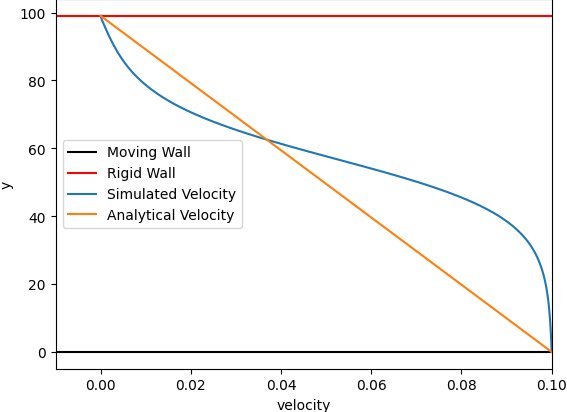 100
80
60
40
20
0
y
Moving Wall
Rigid Wall
Simulated Velocity
Analytical Velocity
0.00 0.02 0.04 0.06 0.08 0.10
velocity